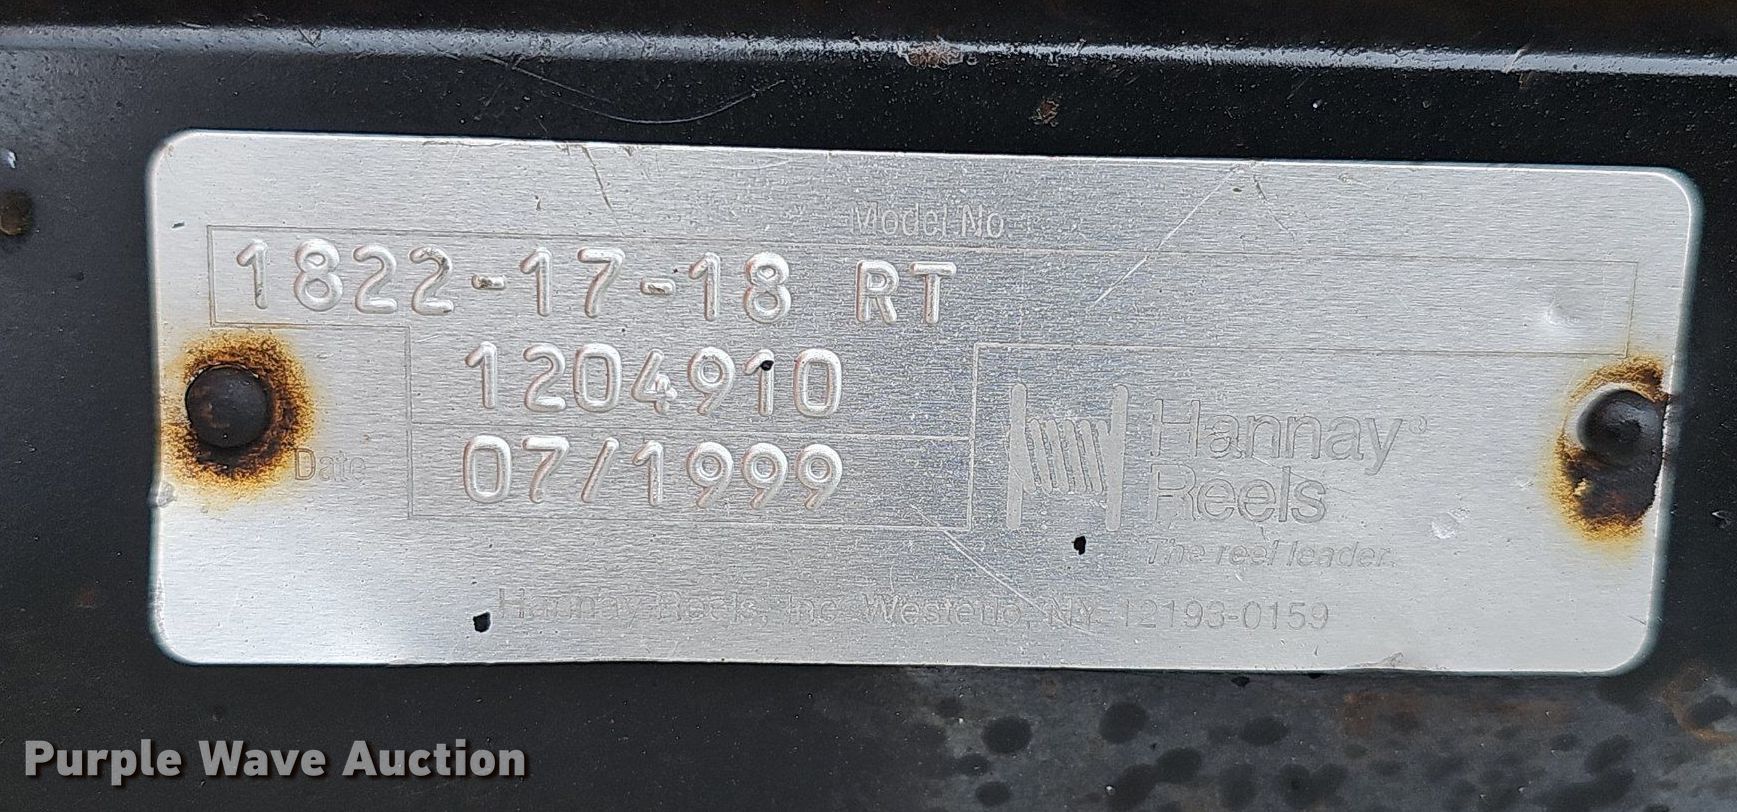 Model No.
1822-17-18 RT
1204910
Date 07/1999
Hannay®
Reels
The reel leader.
Hannay Reels, Inc. Westerlo, NY 12193-0159
Purple Wave Auction